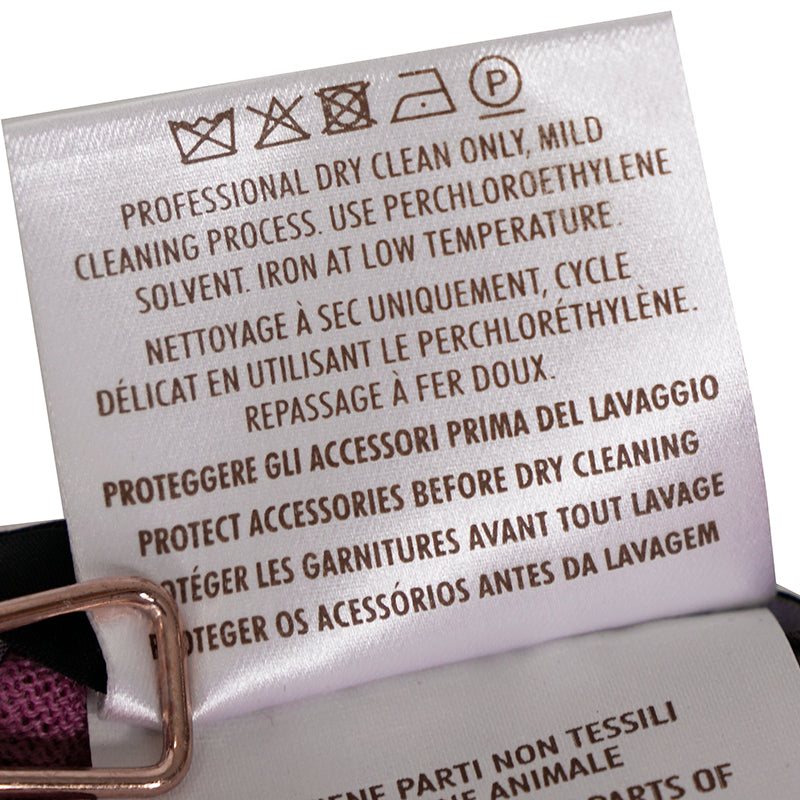 P
PROFESSIONAL DRY CLEAN ONLY, MILD
CLEANING PROCESS. USE PERCHLOROETHYLENE
SOLVENT. IRON AT LOW TEMPERATURE.
NETTOYAGE À SEC UNIQUEMENT, CYCLE
DÉLICAT EN UTILISANT LE PERCHLORÉTHYLÈNE.
REPASSAGE À FER DOUX.
PROTEGGERE GLI ACCESSORI PRIMA DEL LAVAGGIO
PROTECT ACCESSORIES BEFORE DRY CLEANING
LES GARNITURES AVANT TOUT LAVAGE
OS ACESSÓRIOS ANTES DA LAVAGEM
PARTI NON TESSILI
ANIMALE
PARTS OF